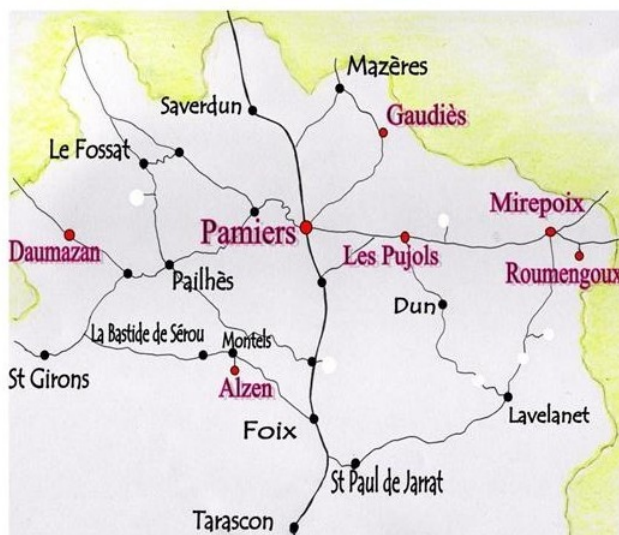 Mazères
Saverdun
Gaudiès
Le Fossat
Mirepoix
Pamiers
Daumazan
Les Pujols
Roumengoux
Pailhès
Dun
La Bastide de Sérou
Montels
St Girons
Alzen
Lavelanet
Foix
St Paul de Jarrat
Tarascon